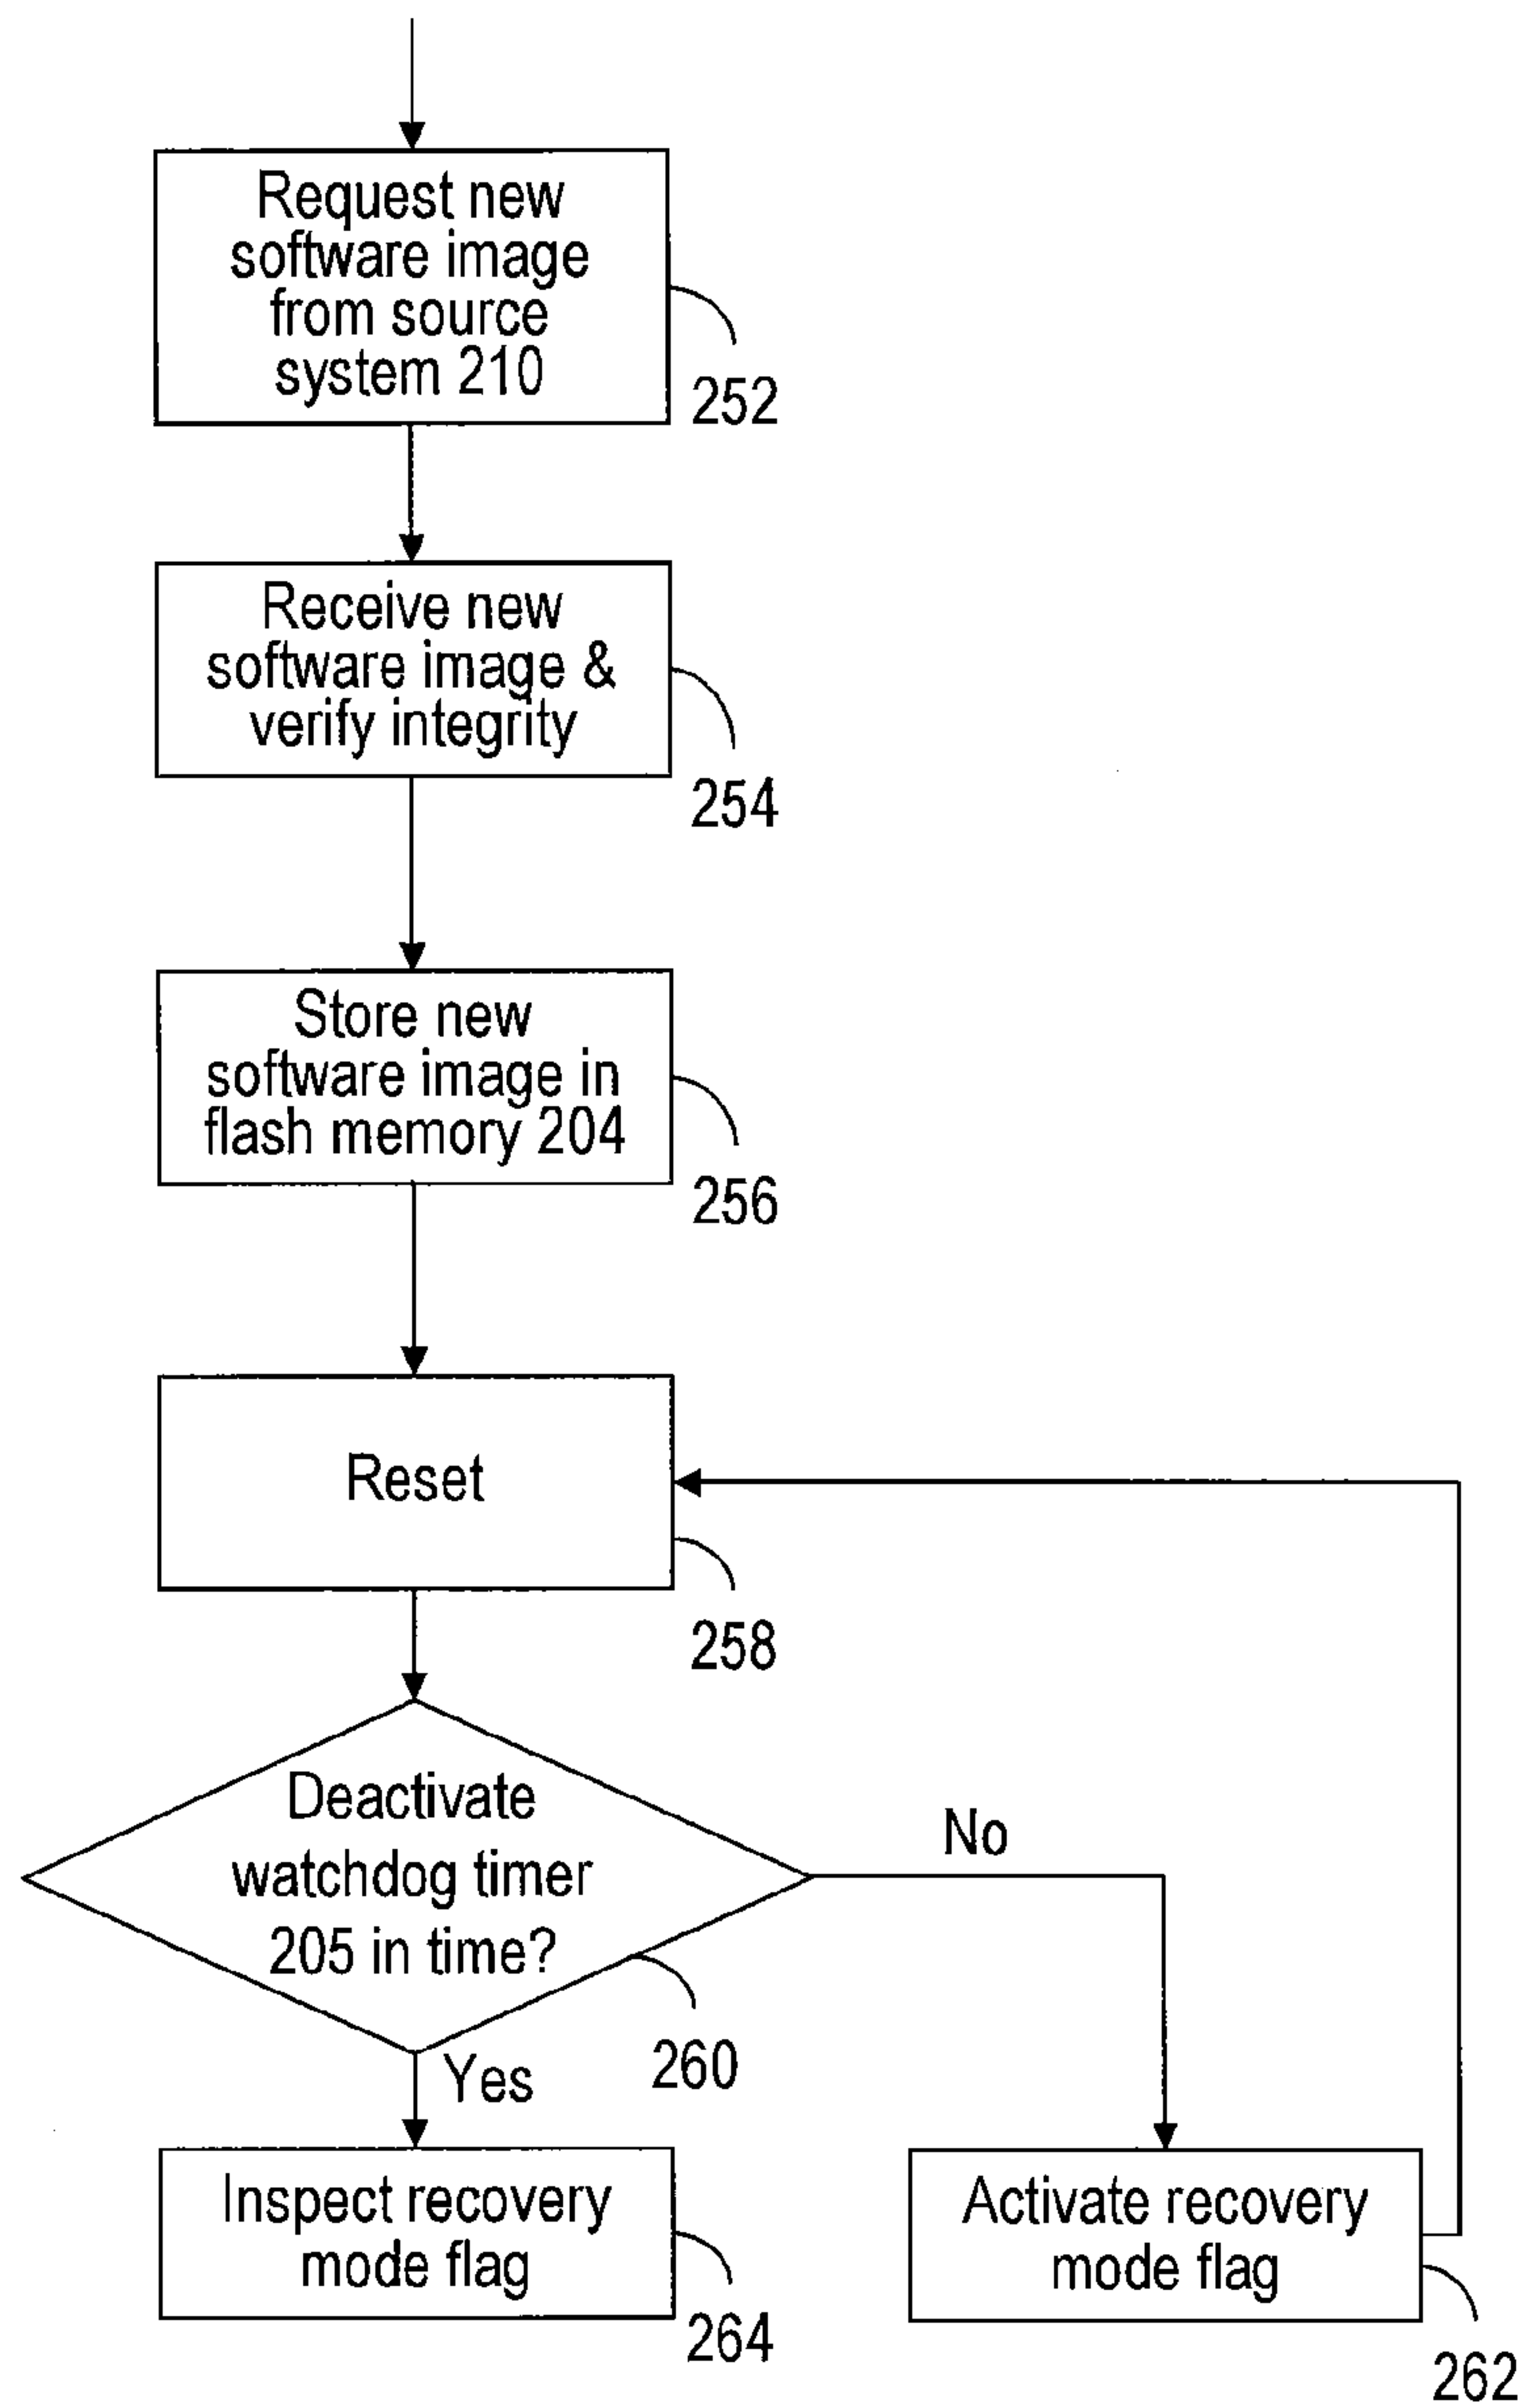 Request new
software image
from source
system 210
252
Receive new
software image &
verify integrity
254
Store new
software image in
flash memory 204
256
Reset
258
Deactivate
watchdog timer
205 in time?
No
260
Yes
Inspect recovery
mode flag
264
Activate recovery
mode flag
262